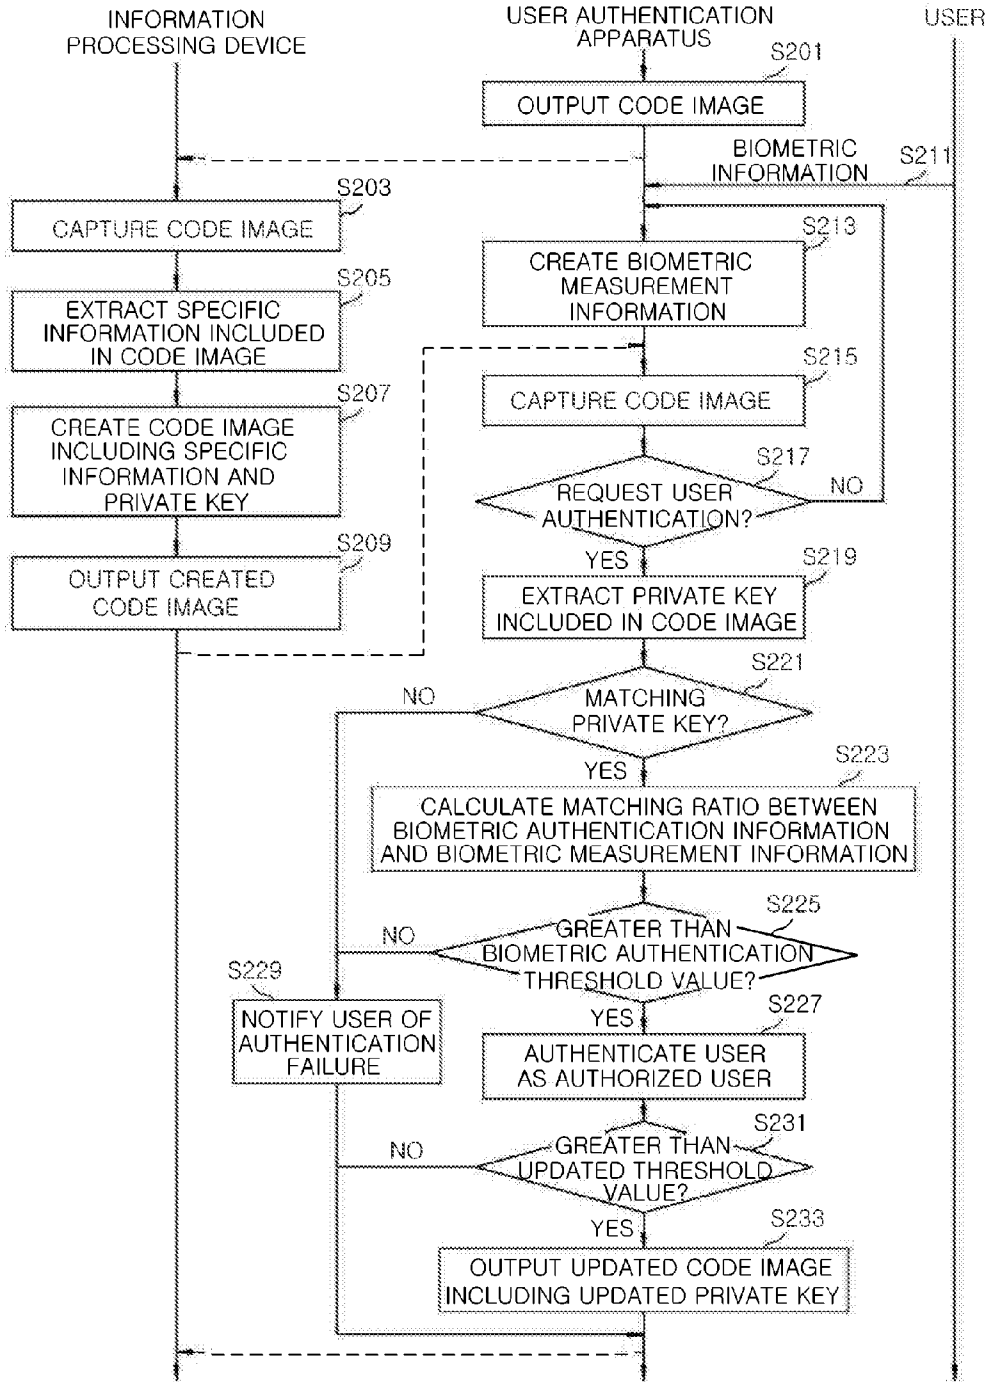 INFORMATION
PROCESSING DEVICE
USER AUTHENTICATION
APPARATUS
USER
S201
OUTPUT CODE IMAGE
BIOMETRIC
INFORMATION
S211
S203
CAPTURE CODE IMAGE
S213
CREATE BIOMETRIC
MEASUREMENT
INFORMATION
S205
EXTRACT SPECIFIC
INFORMATION INCLUDED
IN CODE IMAGE
S215
CAPTURE CODE IMAGE
S207
CREATE CODE IMAGE
INCLUDING SPECIFIC
INFORMATION AND
PRIVATE KEY
S217
REQUEST USER
AUTHENTICATION?
NO
YES
S209
OUTPUT CREATED
CODE IMAGE
S219
EXTRACT PRIVATE KEY
INCLUDED IN CODE IMAGE
S221
MATCHING
PRIVATE KEY?
NO
YES
S223
CALCULATE MATCHING RATIO BETWEEN
BIOMETRIC AUTHENTICATION INFORMATION
AND BIOMETRIC MEASUREMENT INFORMATION
S225
GREATER THAN
BIOMETRIC AUTHENTICATION
THRESHOLD VALUE?
NO
YES
S229
NOTIFY USER OF
AUTHENTICATION
FAILURE
S227
AUTHENTICATE USER
AS AUTHORIZED USER
S231
GREATER THAN
UPDATED THRESHOLD
VALUE?
NO
YES
S233
OUTPUT UPDATED CODE IMAGE
INCLUDING UPDATED PRIVATE KEY